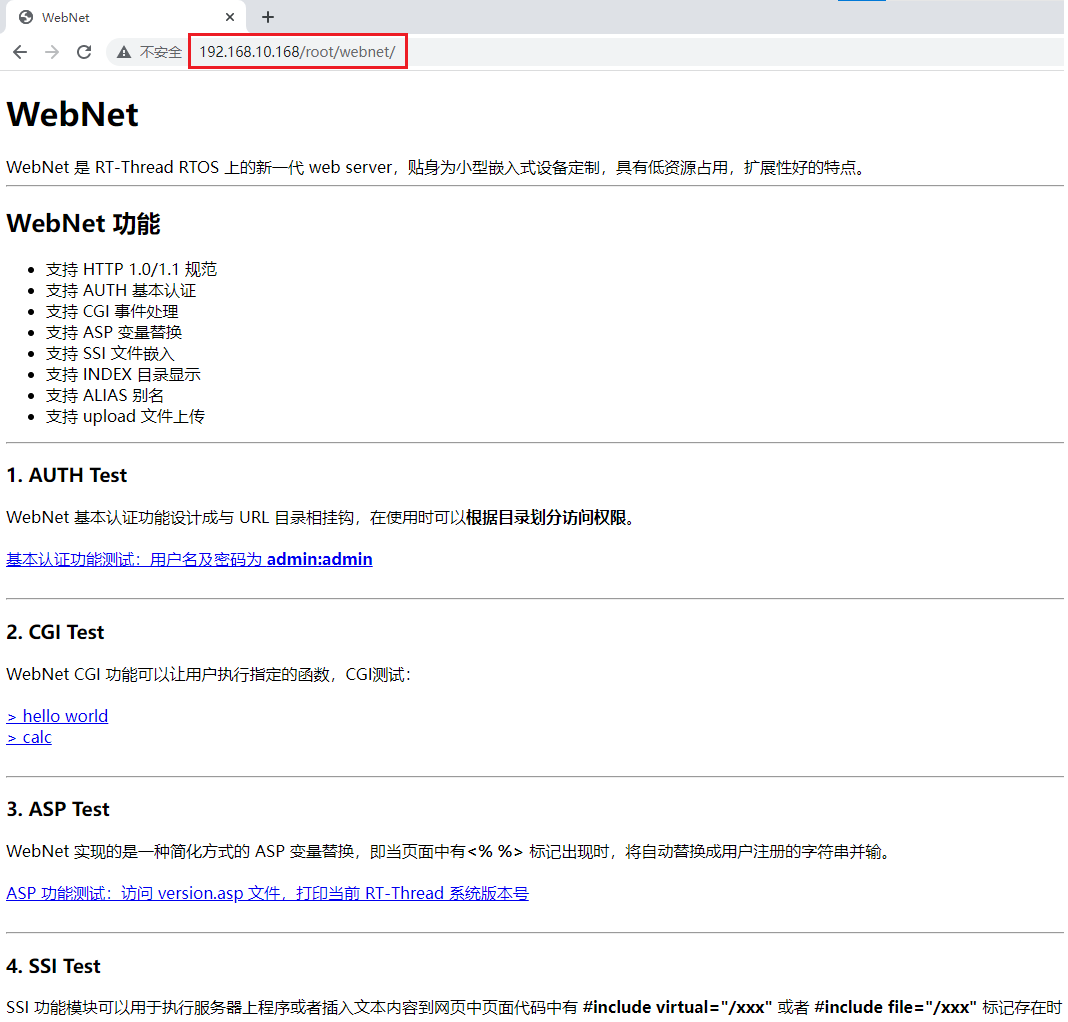 WebNet
不安全
192.168.10.168/root/webnet/
WebNet
WebNet 是 RT-Thread RTOS 上的新一代 web server，贴身为小型嵌入式设备定制，具有低资源占用，扩展性好的特点。
WebNet 功能
支持 HTTP 1.0/1.1 规范
支持 AUTH 基本认证
支持 CGI 事件处理
支持 ASP 变量替换
支持 SSI 文件嵌入
支持 INDEX 目录显示
支持 ALIAS 别名
支持 upload 文件上传
1. AUTH Test
WebNet 基本认证功能设计成与 URL 目录相挂钩，在使用时可以根据目录划分访问权限。
基本认证功能测试：用户名及密码为 admin:admin
2. CGI Test
WebNet CGI 功能可以让用户执行指定的函数，CGI测试：
> hello world
> calc
3. ASP Test
WebNet 实现的是一种简化方式的 ASP 变量替换，即当页面中有<% %> 标记出现时，将自动替换成用户注册的字符串并输。
ASP 功能测试：访问 version.asp 文件，打印当前 RT-Thread 系统版本号
4. SSI Test
SSI 功能模块可以用于执行服务器上程序或者插入文本内容到网页中页面代码中有 #include virtual="/xxx" 或者 #include file="/xxx" 标记存在时